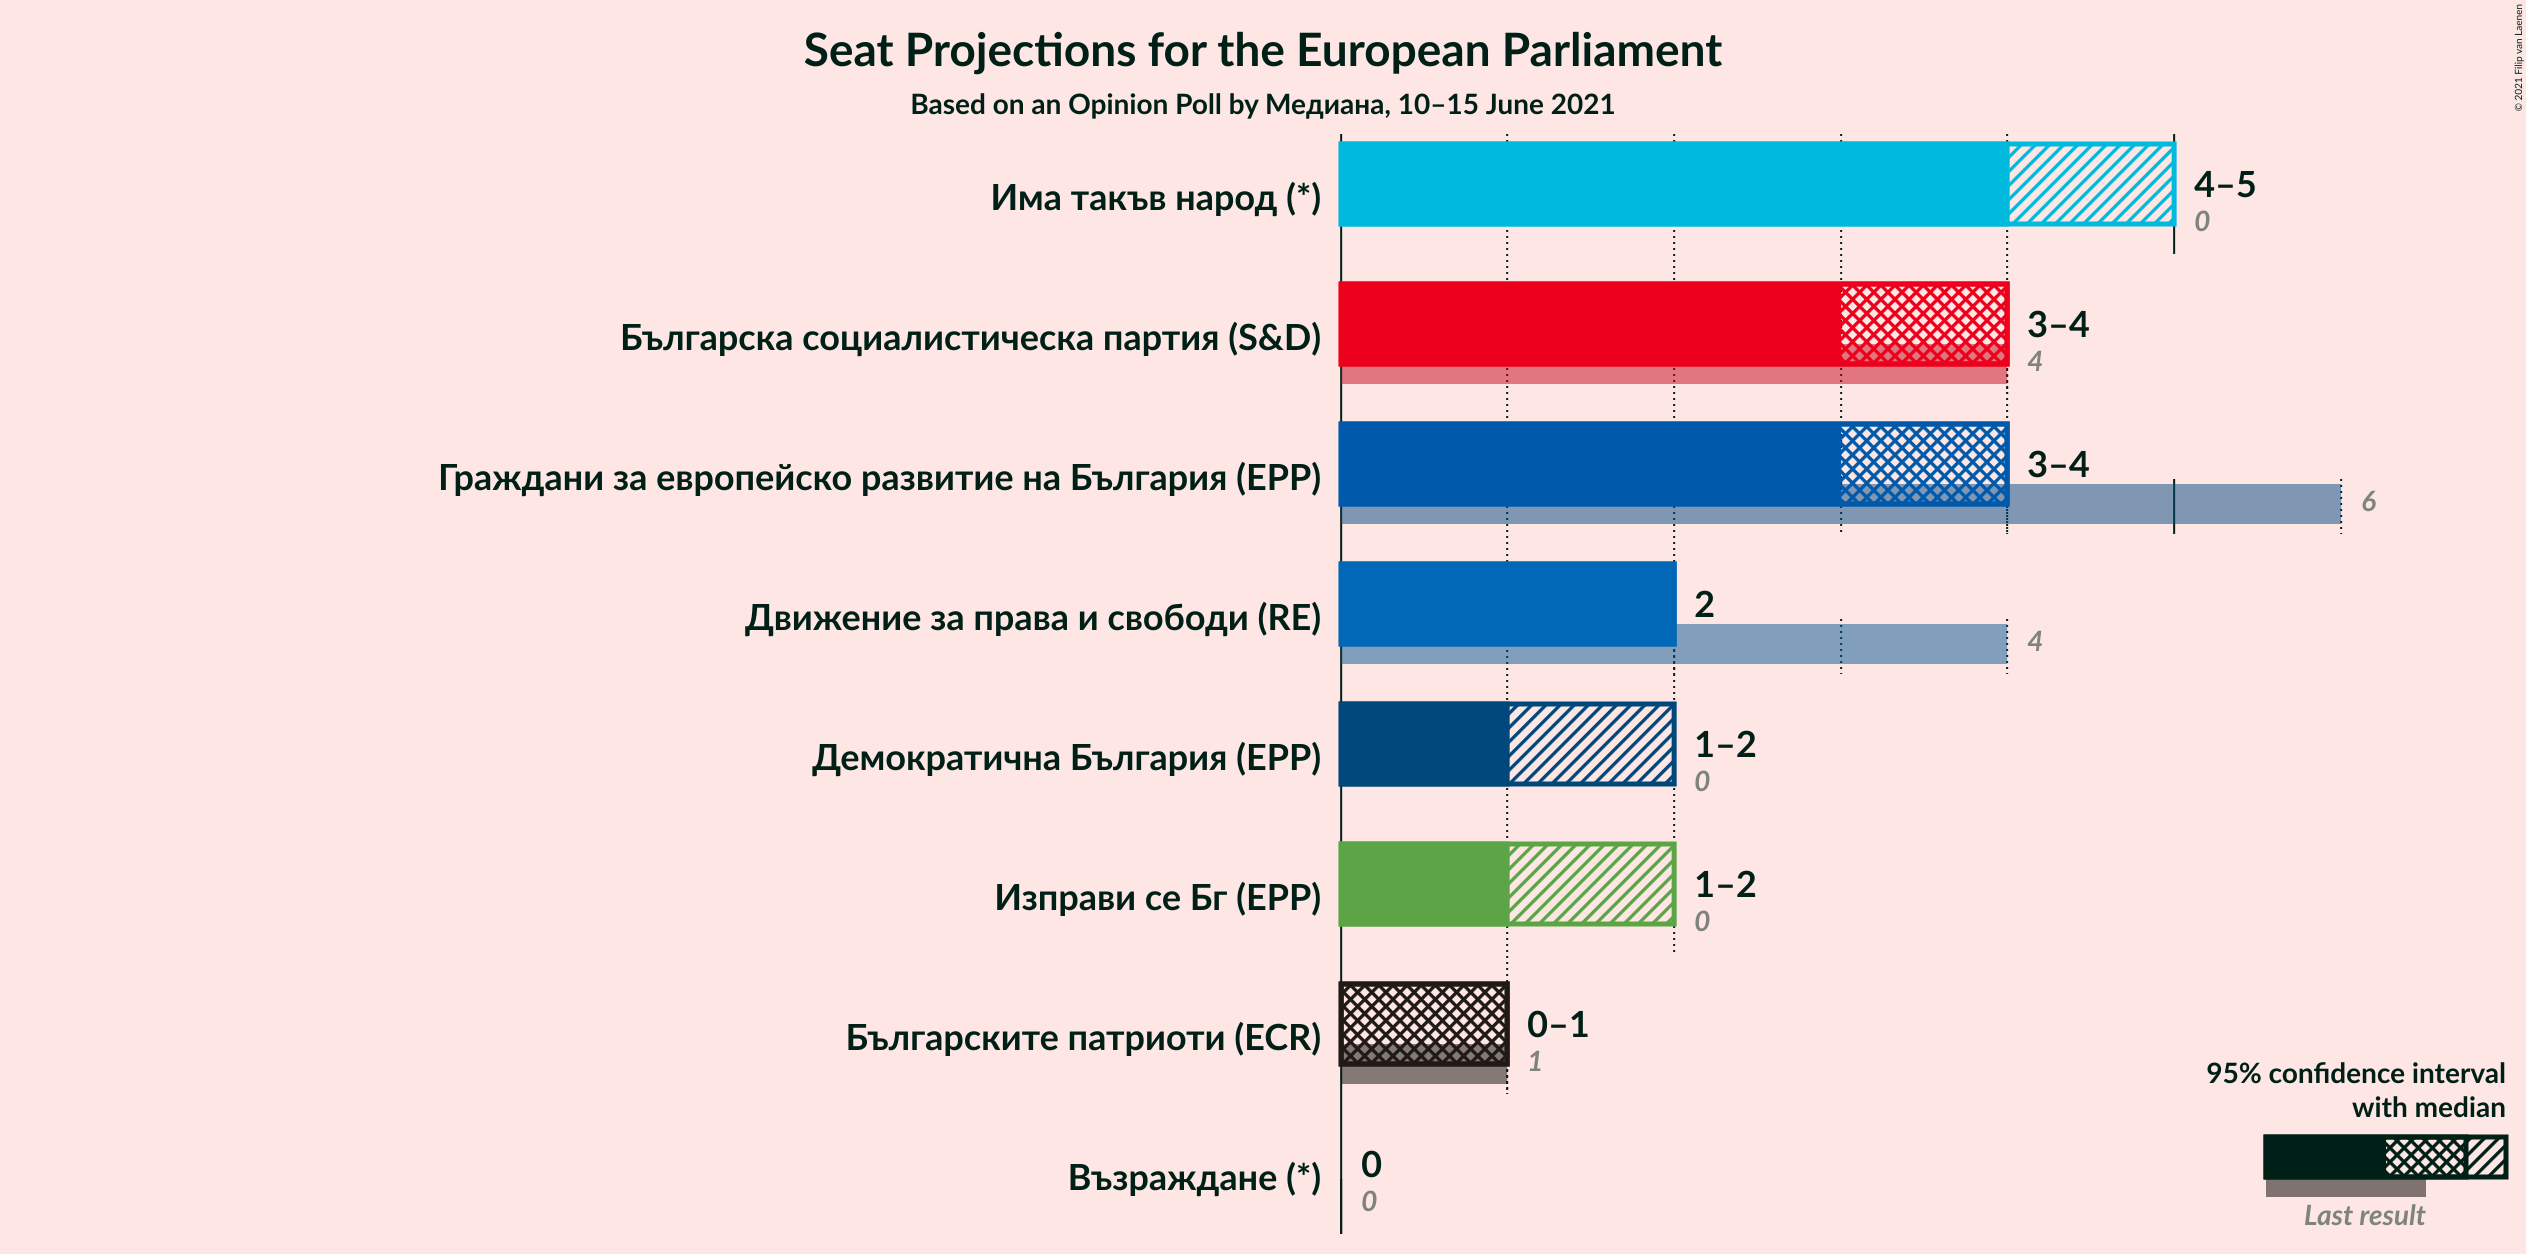 Seat Projections for the European Parliament
Based on an Opinion Poll by Медиана, 10–15 June 2021
© 2021 Filip van Laenen
Има такъв народ (*)
4–5
0
Българска социалистическа партия (S&D)
3–4
4
Граждани за европейско развитие на България (EPP)
3–4
6
Движение за права и свободи (RE)
2
4
Демократична България (EPP)
1–2
0
Изправи се Бг (EPP)
1–2
0
Българските патриоти (ECR)
0–1
1
Възраждане (*)
0
0
95% confidence interval
with median
Last result